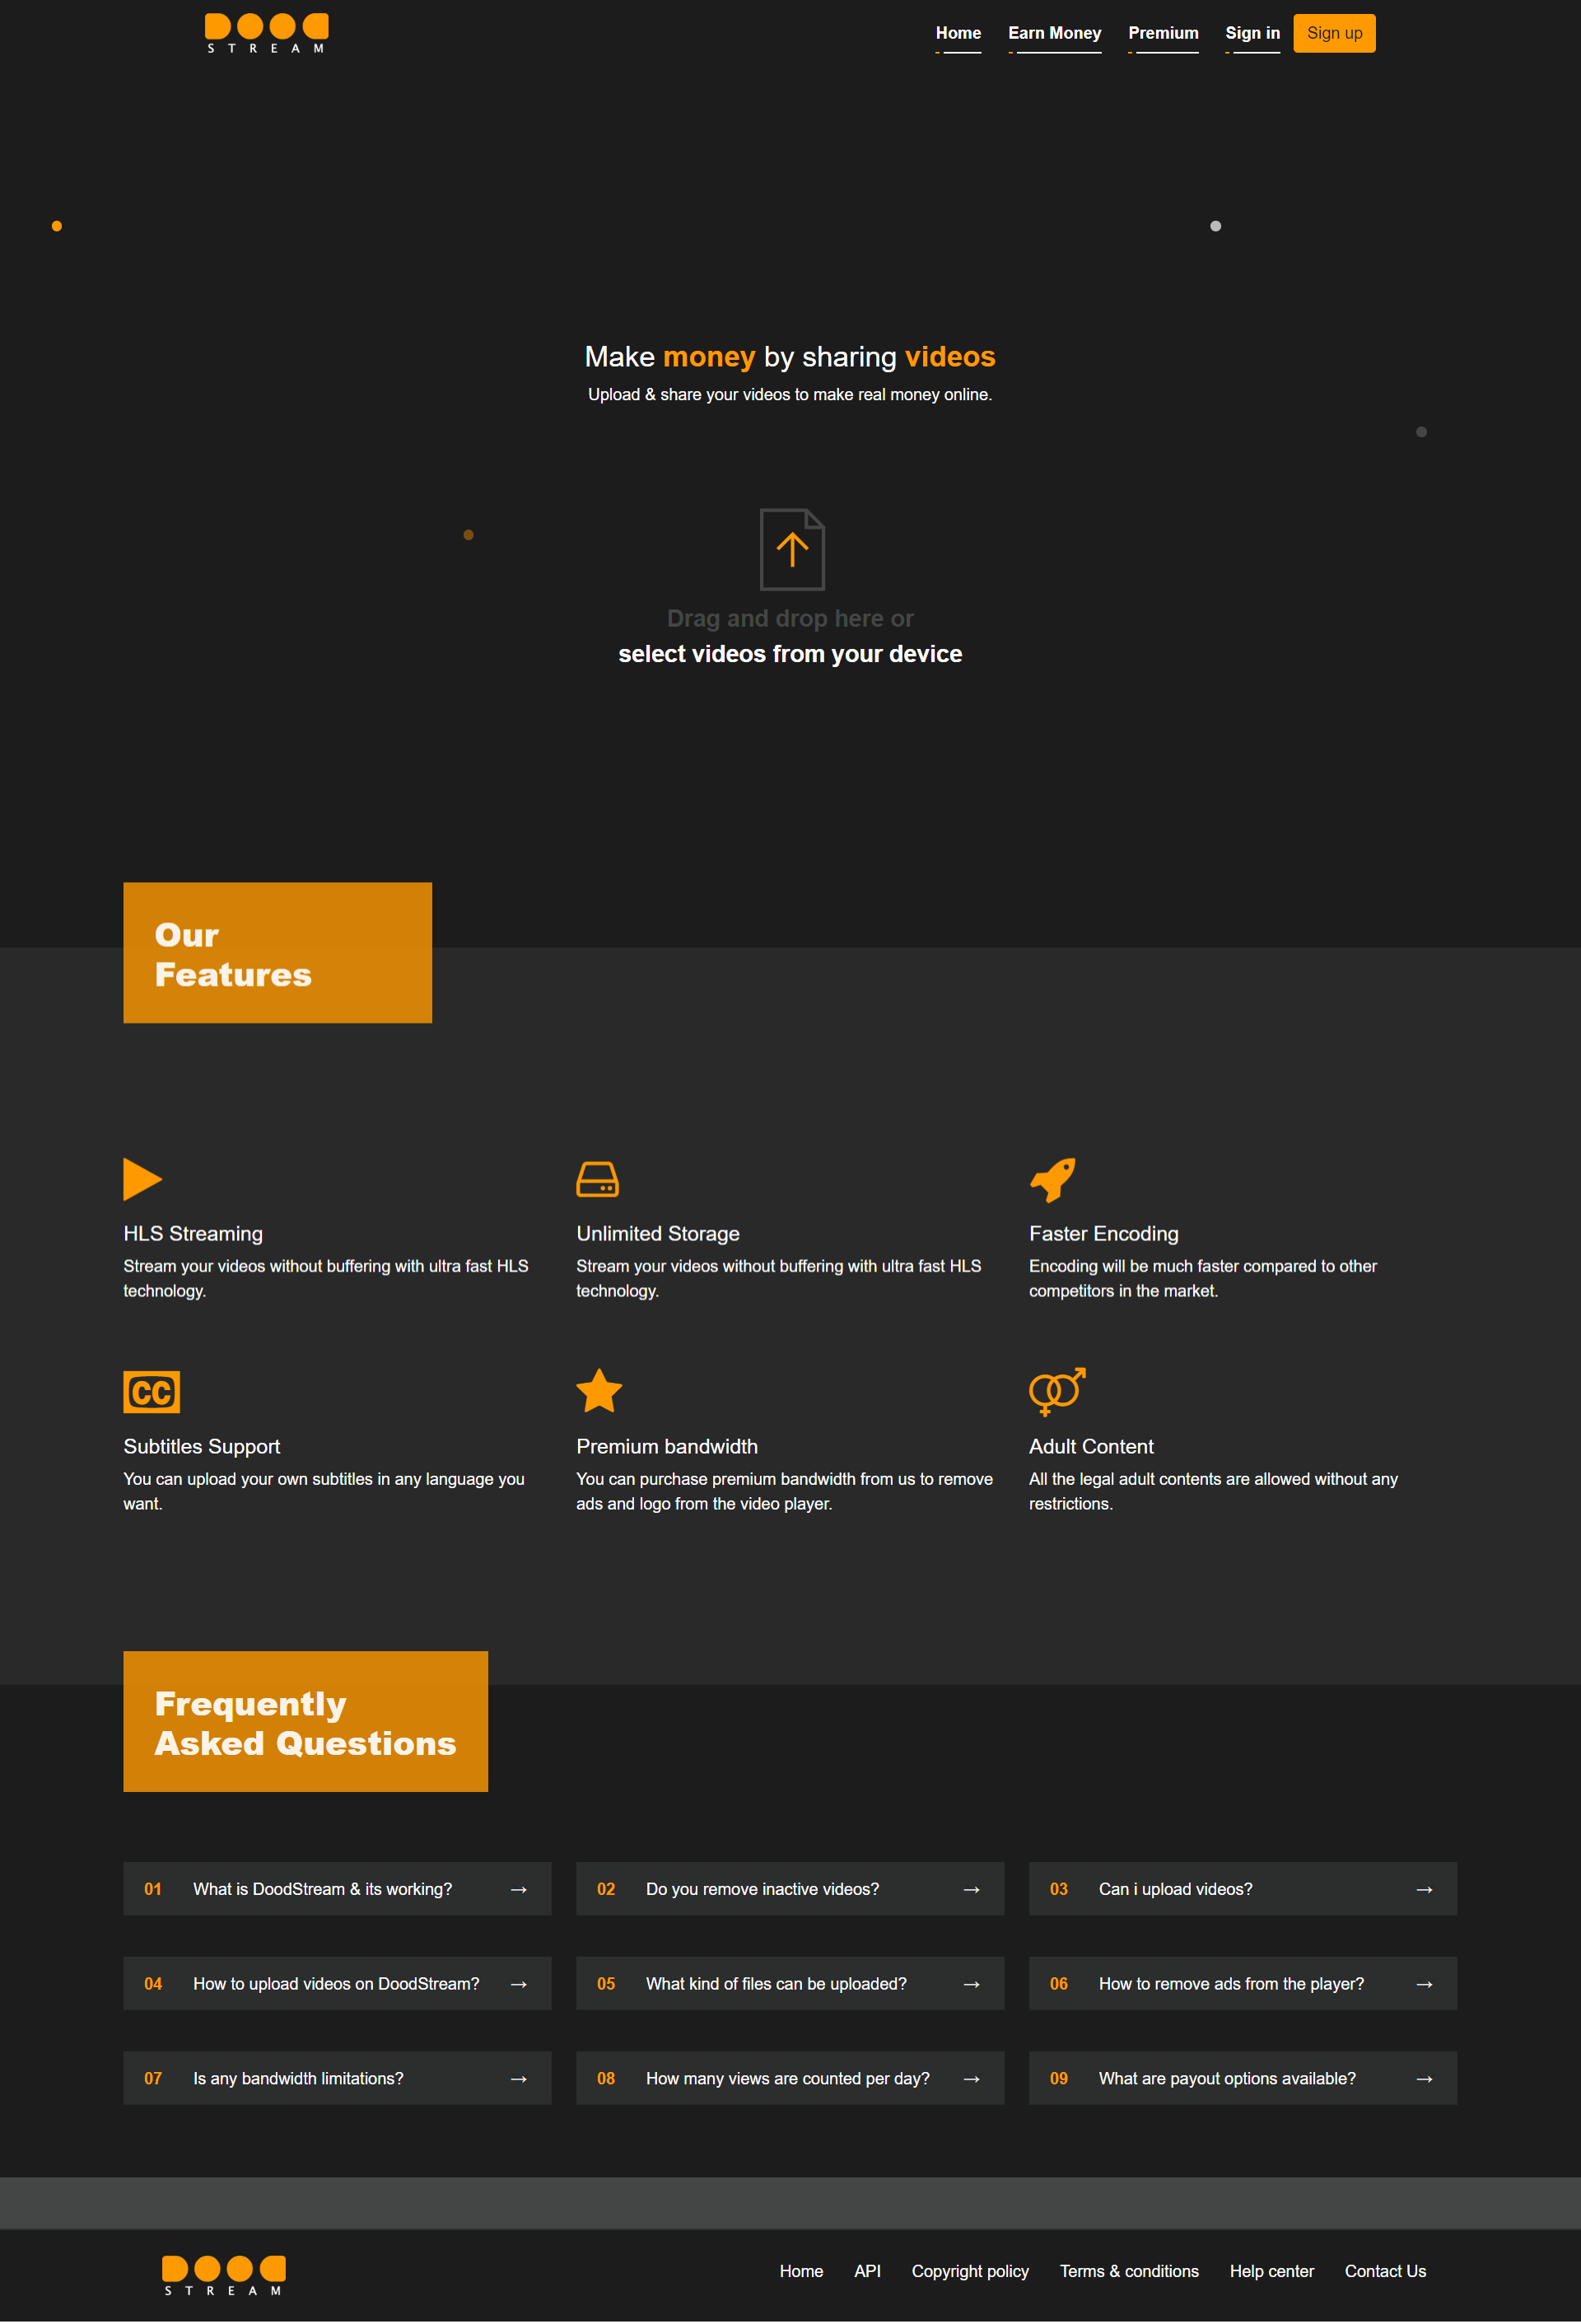 DOOD
STREAM
Home Earn Money Premium Sign in Sign up
Make money by sharing videos
Upload & share your videos to make real money online.
Drag and drop here or
select videos from your device
Our
Features
HLS Streaming
Stream your videos without buffering with ultra fast HLS
technology.
Unlimited Storage
Stream your videos without buffering with ultra fast HLS
technology.
Faster Encoding
Encoding will be much faster compared to other
competitors in the market.
CC
Subtitles Support
You can upload your own subtitles in any language you
want.
Premium bandwidth
You can purchase premium bandwidth from us to remove
ads and logo from the video player.
Adult Content
All the legal adult contents are allowed without any
restrictions.
Frequently
Asked Questions
01 What is DoodStream & its working? →
02 Do you remove inactive videos? →
03 Can i upload videos? →
04 How to upload videos on DoodStream? →
05 What kind of files can be uploaded? →
06 How to remove ads from the player? →
07 Is any bandwidth limitations? →
08 How many views are counted per day? →
09 What are payout options available? →
DOOD
STREAM
Home API Copyright policy Terms & conditions Help center Contact Us